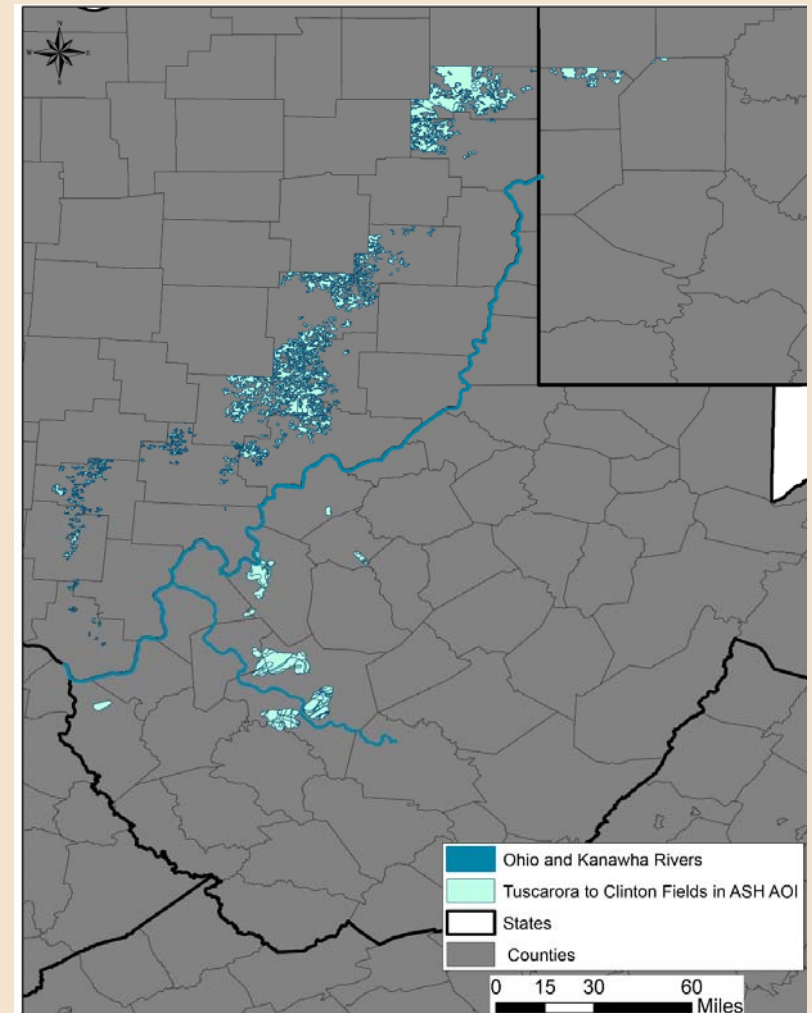 N
W E
S
Ohio and Kanawha Rivers
Tuscarora to Clinton Fields in ASH AOI
States
Counties
0 15 30 60
Miles